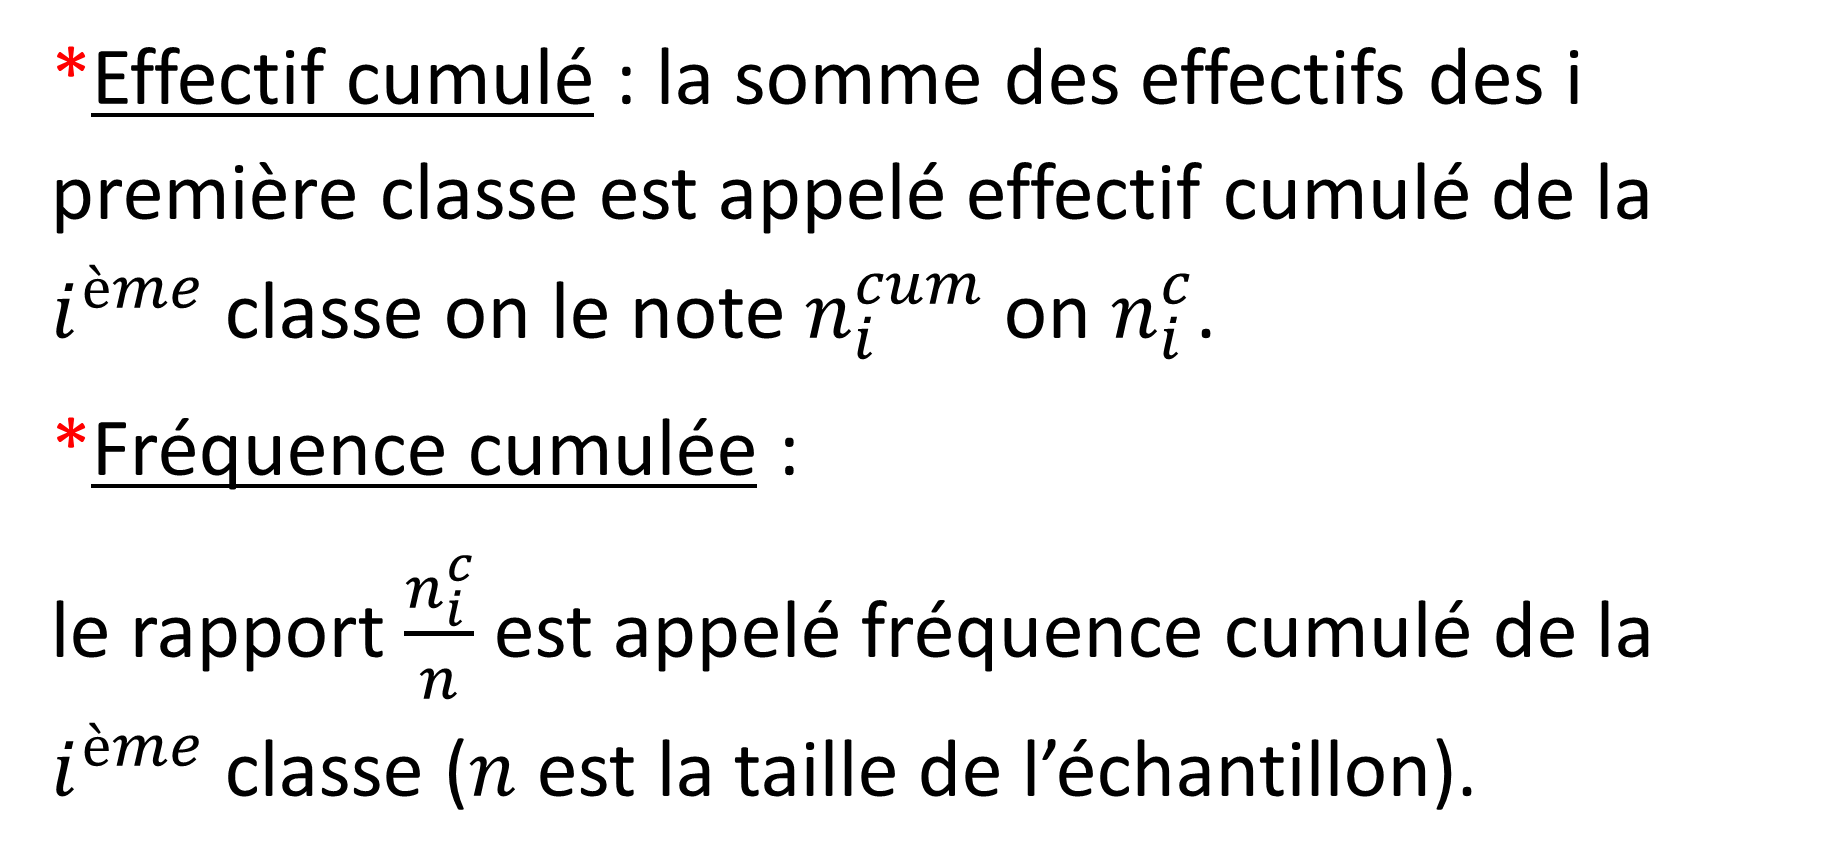 *Effectif cumulé : la somme des effectifs des i
première classe est appelé effectif cumulé de la
$i^{ème}$ classe on le note $n_i^{cum}$ on $n_i^c$.
*Fréquence cumulée :
le rapport $\frac{n_i^c}{n}$ est appelé fréquence cumulé de la
$i^{ème}$ classe ($n$ est la taille de l’échantillon).